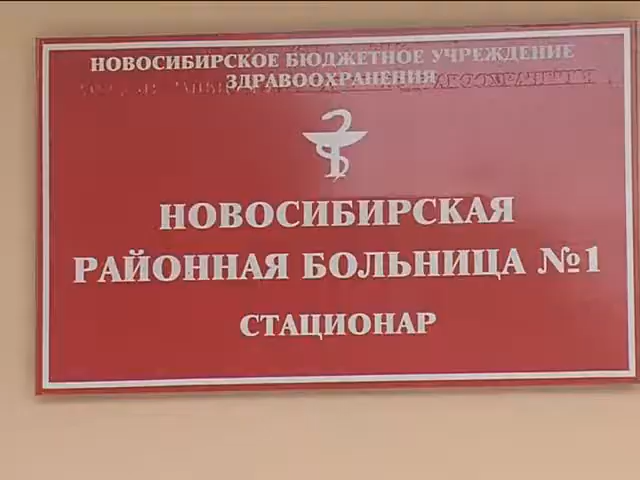 НОВОСИБИРСКОЕ БЮДЖЕТНОЕ УЧРЕЖДЕНИЕ
ЗДРАВООХРАНЕНИЯ
НОВОСИБИРСКАЯ
РАЙОННАЯ БОЛЬНИЦА №1
СТАЦИОНАР